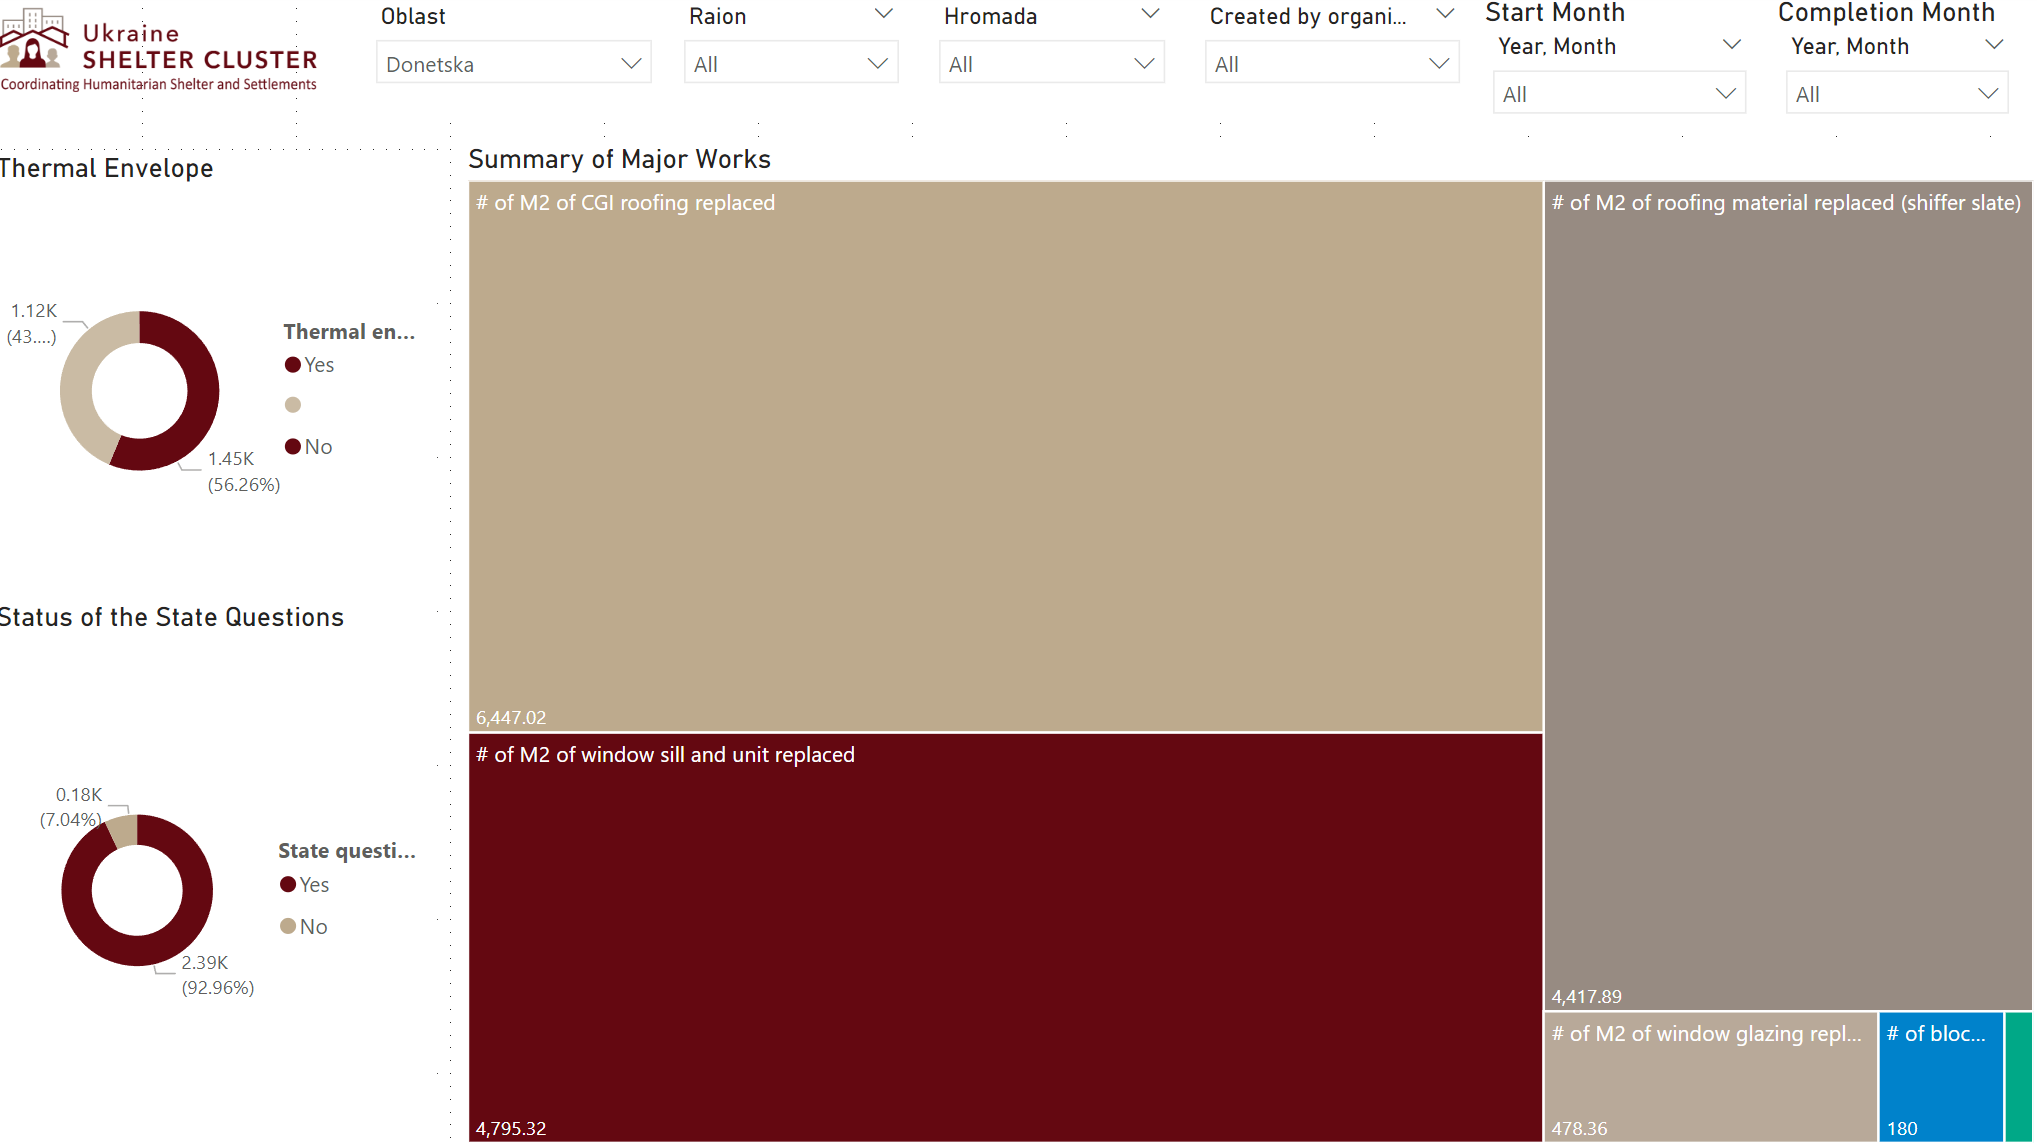 Ukraine
SHELTER CLUSTER
Coordinating Humanitarian Shelter and Settlements
Oblast
Donetska
Raion
All
Hromada
All
Created by organi...
All
Start Month
Year, Month
All
Completion Month
Year, Month
All
Thermal Envelope
1.12K
(43....)
1.45K
(56.26%)
Thermal en...
Yes
No
Status of the State Questions
0.18K
(7.04%)
2.39K
(92.96%)
State questi...
Yes
No
Summary of Major Works
# of M2 of CGI roofing replaced
6,447.02
# of M2 of window sill and unit replaced
4,795.32
# of M2 of roofing material replaced (shiffer slate)
4,417.89
# of M2 of window glazing repl...
478.36
# of bloc...
180